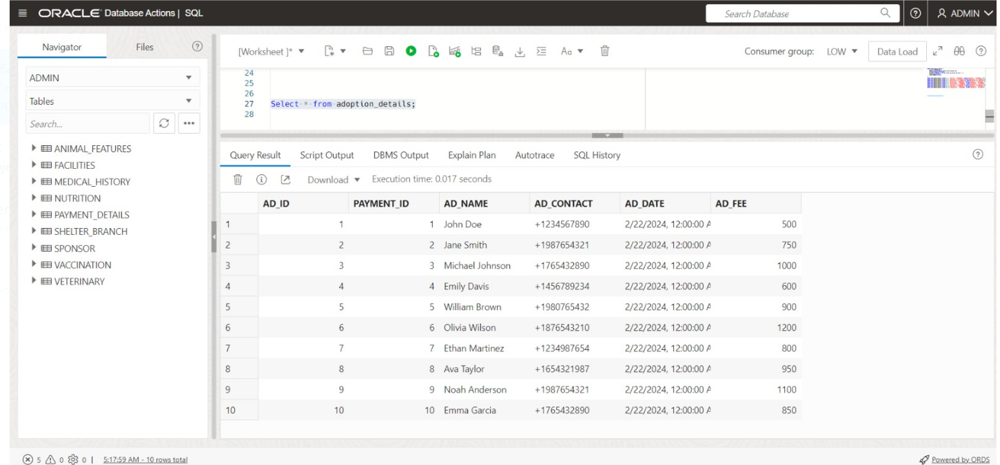 ORACLE Database Actions | SQL
Search Database
ADMIN
Navigator
Files
[Worksheet ]*
Aa
Consumer group:
LOW
Data Load
ADMIN
Tables
Search...
ANIMAL_FEATURES
FACILITIES
MEDICAL_HISTORY
NUTRITION
PAYMENT_DETAILS
SHELTER_BRANCH
SPONSOR
VACCINATION
VETERINARY
24
25
26
27 Select * from adoption_details;
28
Query Result Script Output DBMS Output Explain Plan Autotrace SQL History
Download Execution time: 0.017 seconds
AD_ID PAYMENT_ID AD_NAME AD_CONTACT AD_DATE AD_FEE
1 1 1 John Doe +1234567890 2/22/2024, 12:00:00 A 500
2 2 2 Jane Smith +1987654321 2/22/2024, 12:00:00 A 750
3 3 3 Michael Johnson +1765432890 2/22/2024, 12:00:00 A 1000
4 4 4 Emily Davis +1456789234 2/22/2024, 12:00:00 A 600
5 5 5 William Brown +1980765432 2/22/2024, 12:00:00 A 900
6 6 6 Olivia Wilson +1876543210 2/22/2024, 12:00:00 A 1200
7 7 7 Ethan Martinez +1234987654 2/22/2024, 12:00:00 A 800
8 8 8 Ava Taylor +1654321987 2/22/2024, 12:00:00 A 950
9 9 9 Noah Anderson +1987654321 2/22/2024, 12:00:00 A 1100
10 10 10 Emma Garcia +1765432890 2/22/2024, 12:00:00 A 850
5 0 0 | 5:17:59 AM - 10 rows total
Powered by ORDS